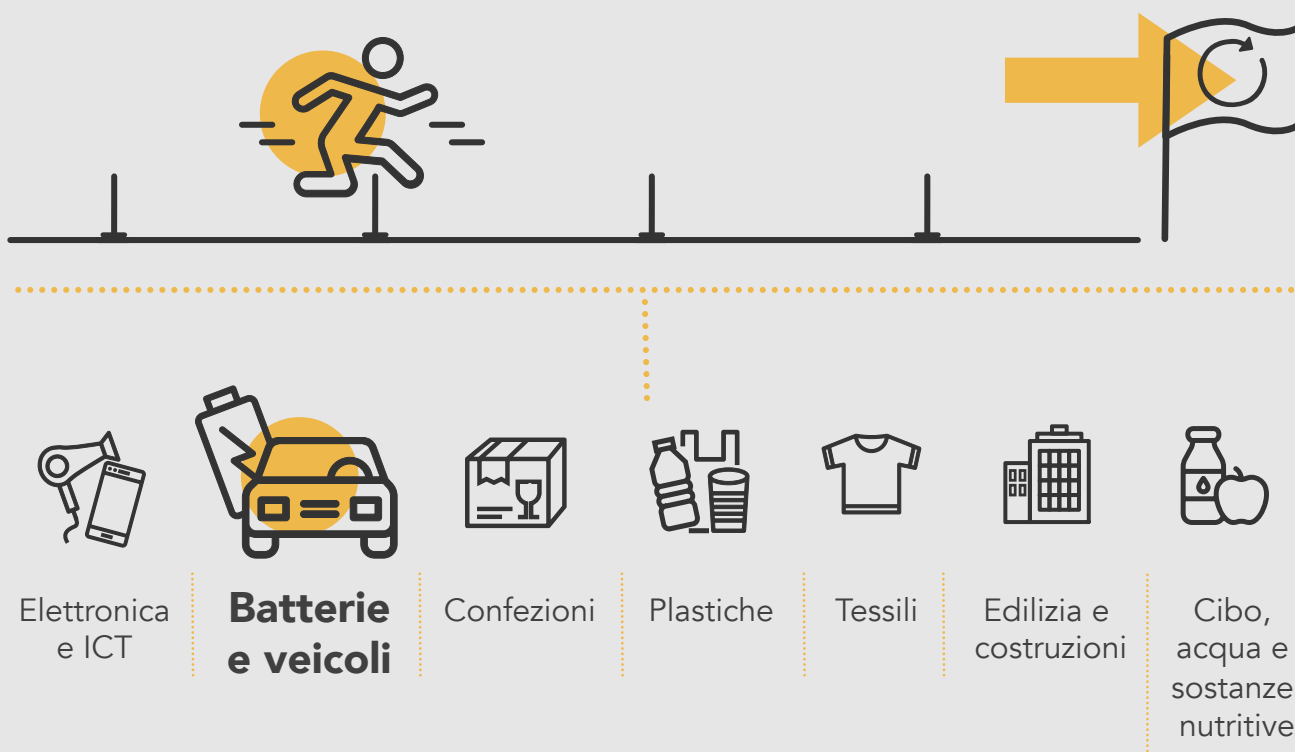 Elettronica
e ICT
Batterie
e veicoli
Confezioni
Plastiche
Tessili
Edilizia e
costruzioni
Cibo,
acqua e
sostanze
nutritive